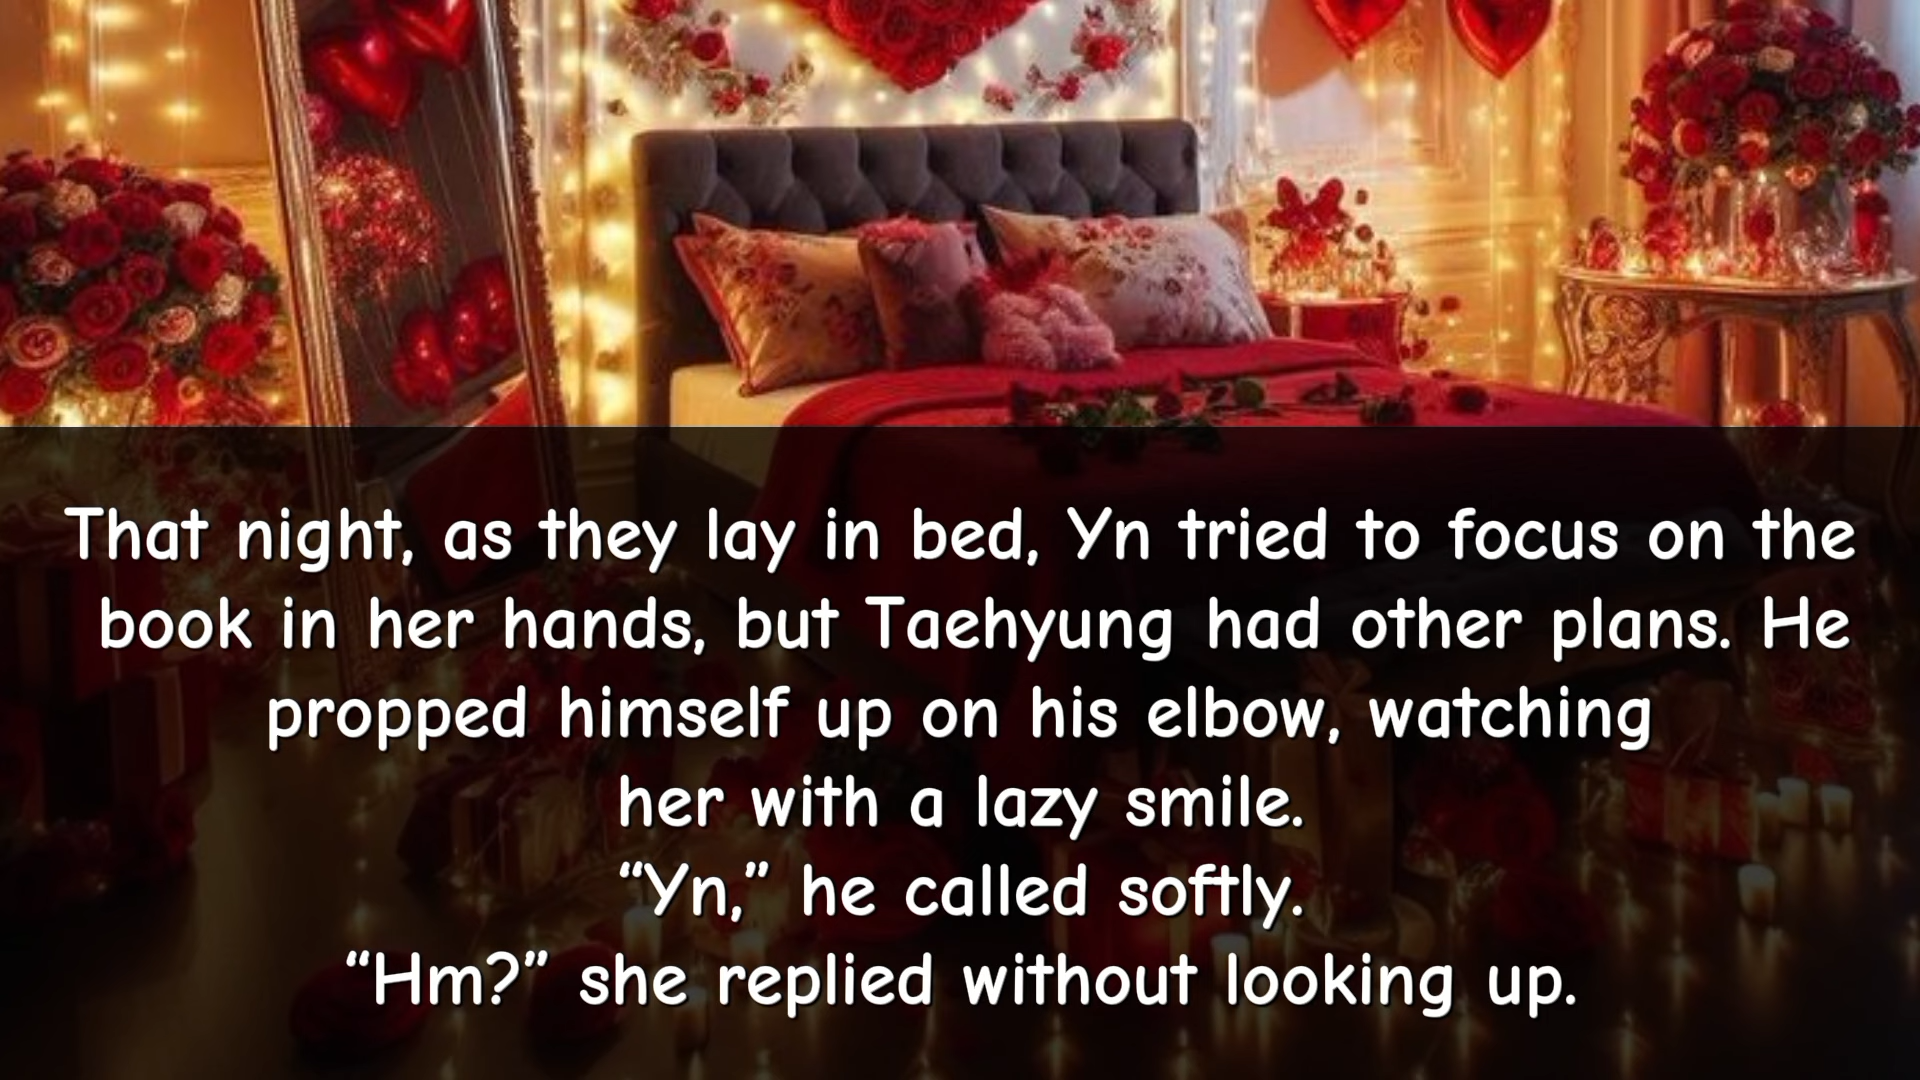 That night, as they lay in bed, Yn tried to focus on the
book in her hands, but Taehyung had other plans. He
propped himself up on his elbow, watching
her with a lazy smile.
“Yn,” he called softly.
“Hm?” she replied without looking up.